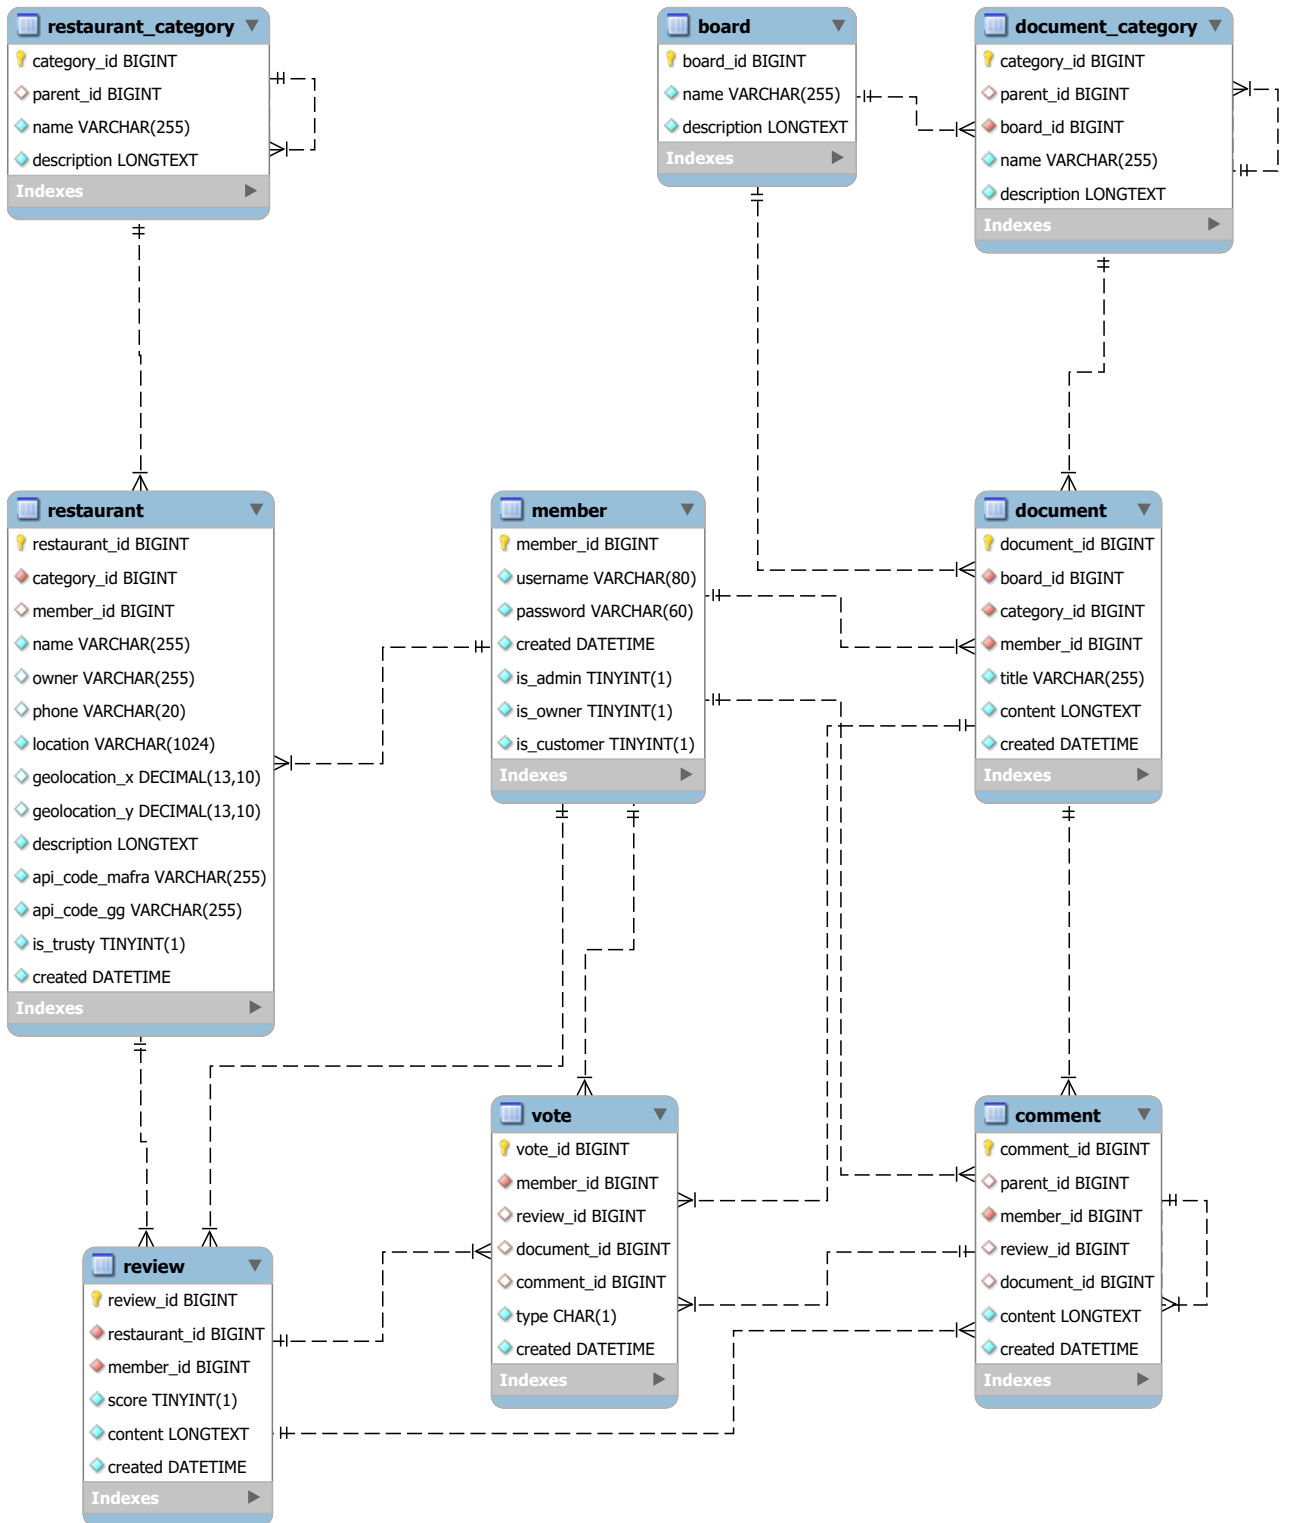 restaurant_category
category_id BIGINT
parent_id BIGINT
name VARCHAR(255)
description LONGTEXT
Indexes
board
board_id BIGINT
name VARCHAR(255)
description LONGTEXT
Indexes
document_category
category_id BIGINT
parent_id BIGINT
board_id BIGINT
name VARCHAR(255)
description LONGTEXT
Indexes
restaurant
restaurant_id BIGINT
category_id BIGINT
member_id BIGINT
name VARCHAR(255)
owner VARCHAR(255)
phone VARCHAR(20)
location VARCHAR(1024)
geolocation_x DECIMAL(13,10)
geolocation_y DECIMAL(13,10)
description LONGTEXT
api_code_mafra VARCHAR(255)
api_code_gg VARCHAR(255)
is_trusty TINYINT(1)
created DATETIME
Indexes
member
member_id BIGINT
username VARCHAR(80)
password VARCHAR(60)
created DATETIME
is_admin TINYINT(1)
is_owner TINYINT(1)
is_customer TINYINT(1)
Indexes
document
document_id BIGINT
board_id BIGINT
category_id BIGINT
member_id BIGINT
title VARCHAR(255)
content LONGTEXT
created DATETIME
Indexes
review
review_id BIGINT
restaurant_id BIGINT
member_id BIGINT
score TINYINT(1)
content LONGTEXT
created DATETIME
Indexes
vote
vote_id BIGINT
member_id BIGINT
review_id BIGINT
document_id BIGINT
comment_id BIGINT
type CHAR(1)
created DATETIME
Indexes
comment
comment_id BIGINT
parent_id BIGINT
member_id BIGINT
review_id BIGINT
document_id BIGINT
content LONGTEXT
created DATETIME
Indexes